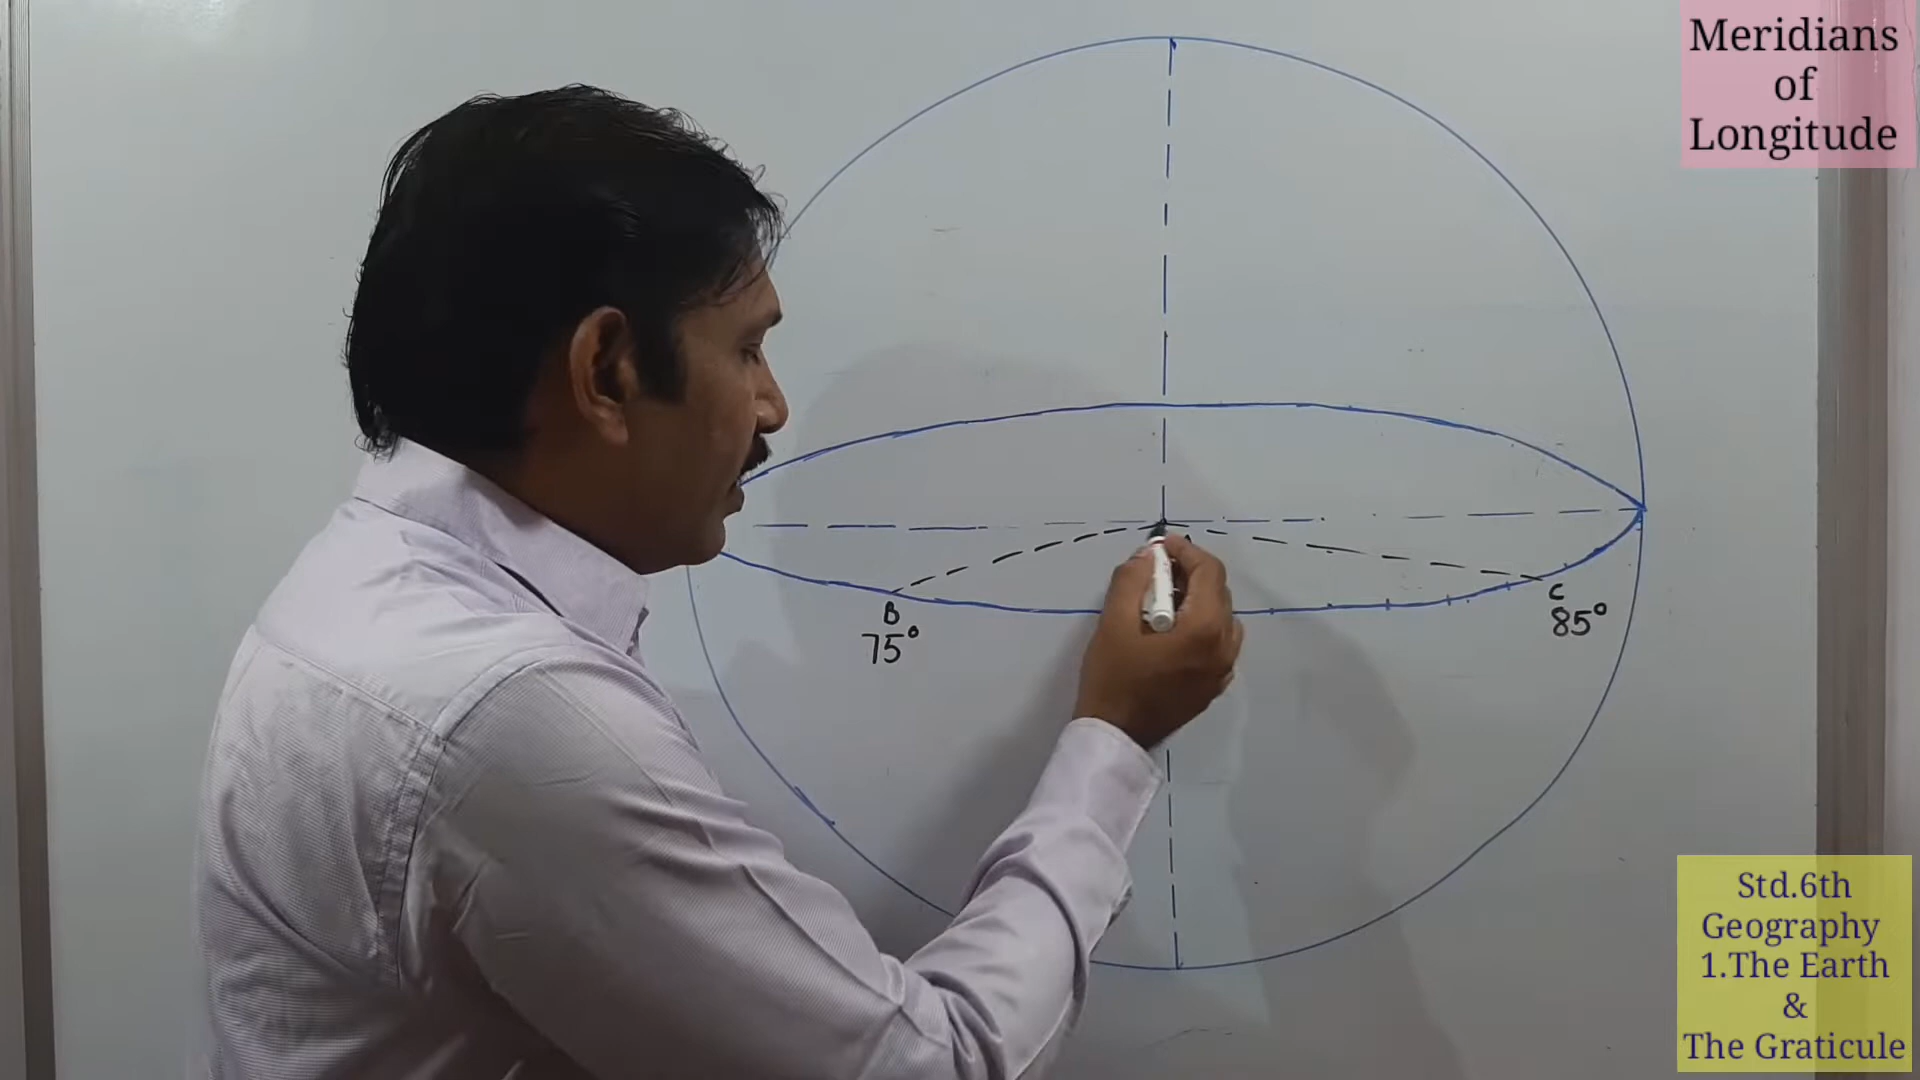 Meridians
of
Longitude
B
75°
C
85°
Std.6th
Geography
1.The Earth
&
The Graticule